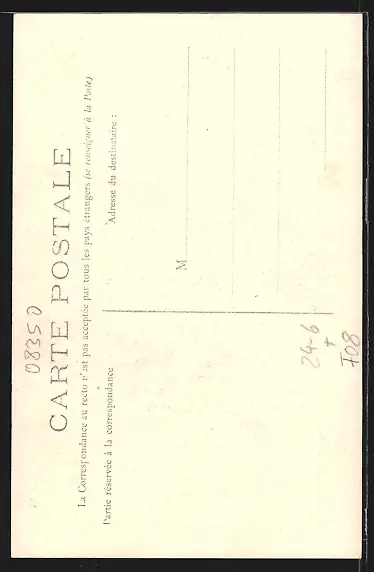 08350
CARTE POSTALE
La Correspondance au recto n'est pas acceptée par tous les pays étrangers (se renseigner à la Poste)
Partie réservée à la correspondance
Adresse du destinataire :
M
24-6
+
F08